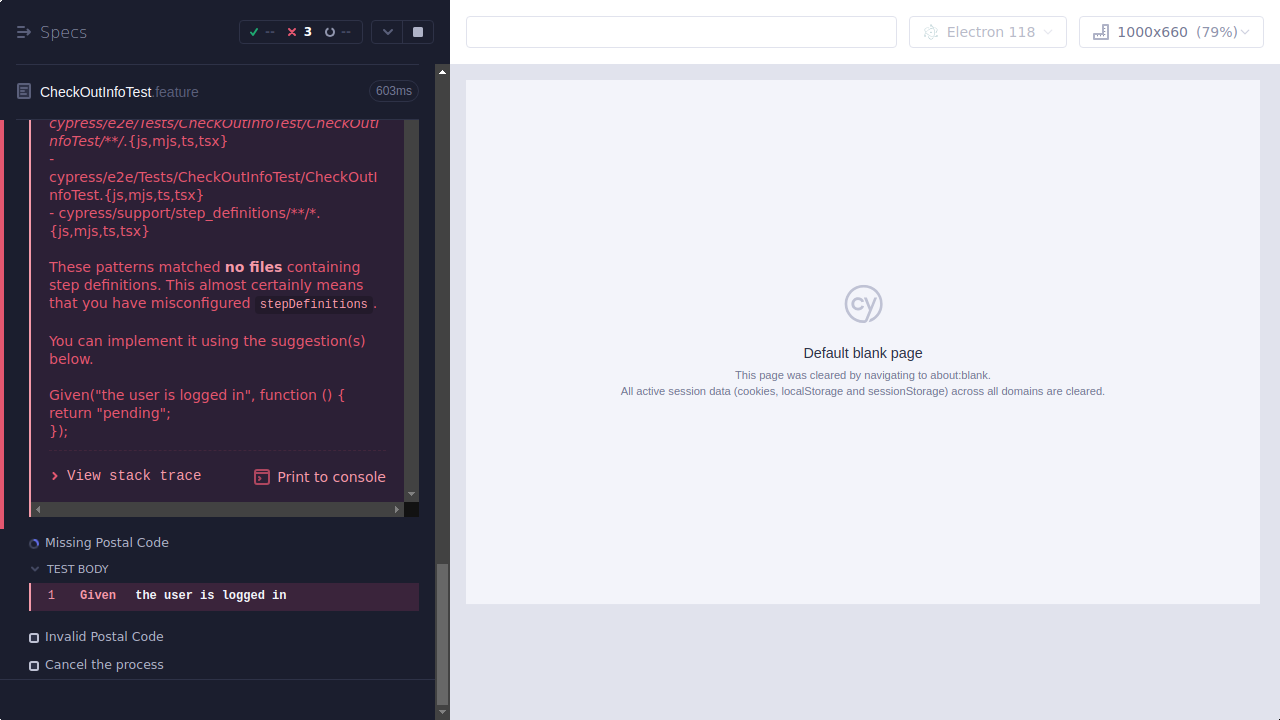 Specs
--
3
--
Electron 118
1000x660 (79%)
CheckOutInfoTest.feature
603ms
cypress/e2e/Tests/CheckOutInfoTest/CheckOutI
nfoTest/**/.{js,mjs,ts,tsx}
-
cypress/e2e/Tests/CheckOutInfoTest/CheckOutI
nfoTest.{js,mjs,ts,tsx}
- cypress/support/step_definitions/**/*.
{js,mjs,ts,tsx}
These patterns matched no files containing
step definitions. This almost certainly means
that you have misconfigured stepDefinitions.
You can implement it using the suggestion(s)
below.
Given("the user is logged in", function () {
return "pending";
});
View stack trace
Print to console
Missing Postal Code
TEST BODY
1 Given the user is logged in
Invalid Postal Code
Cancel the process
cy
Default blank page
This page was cleared by navigating to about:blank.
All active session data (cookies, localStorage and sessionStorage) across all domains are cleared.